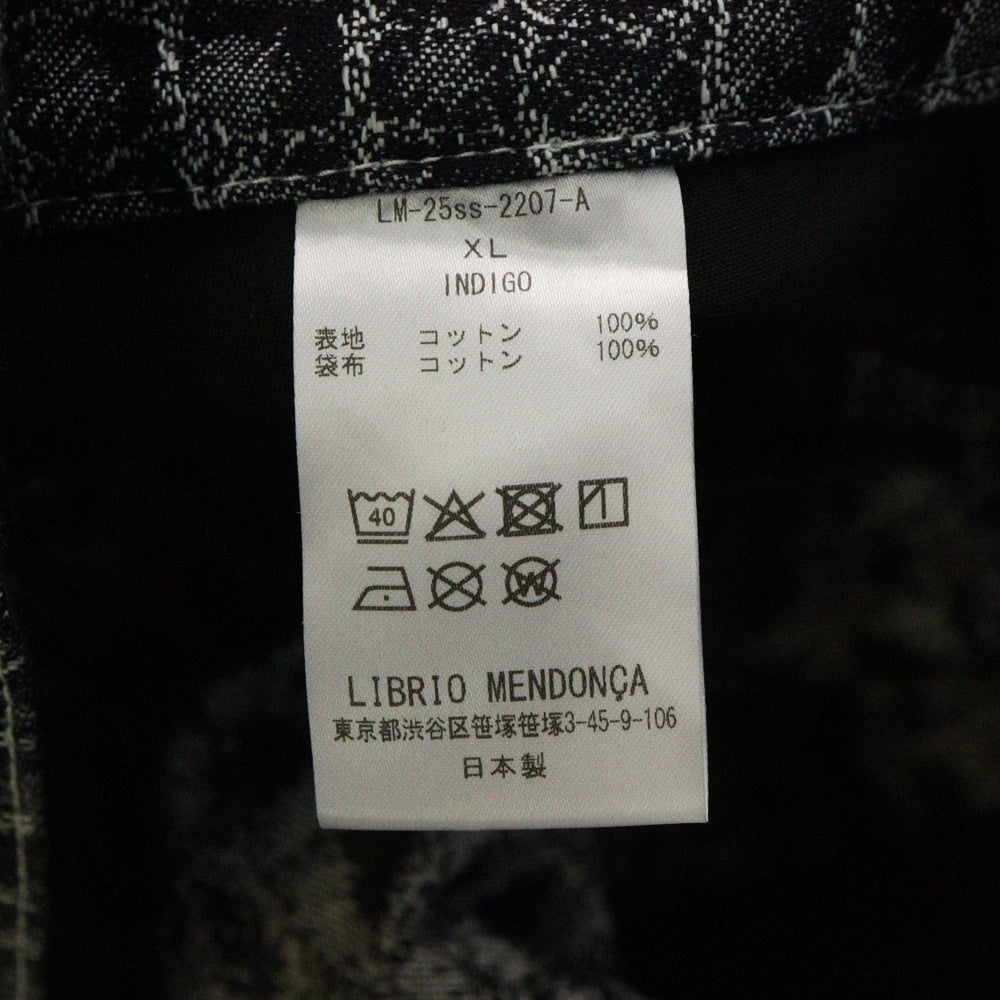 LM-25ss-2207-A
XL
INDIGO
表地 コットン 100%
袋布 コットン 100%
40
W
LIBRIO MENDONÇA
東京都渋谷区笹塚笹塚3-45-9-106
日本製